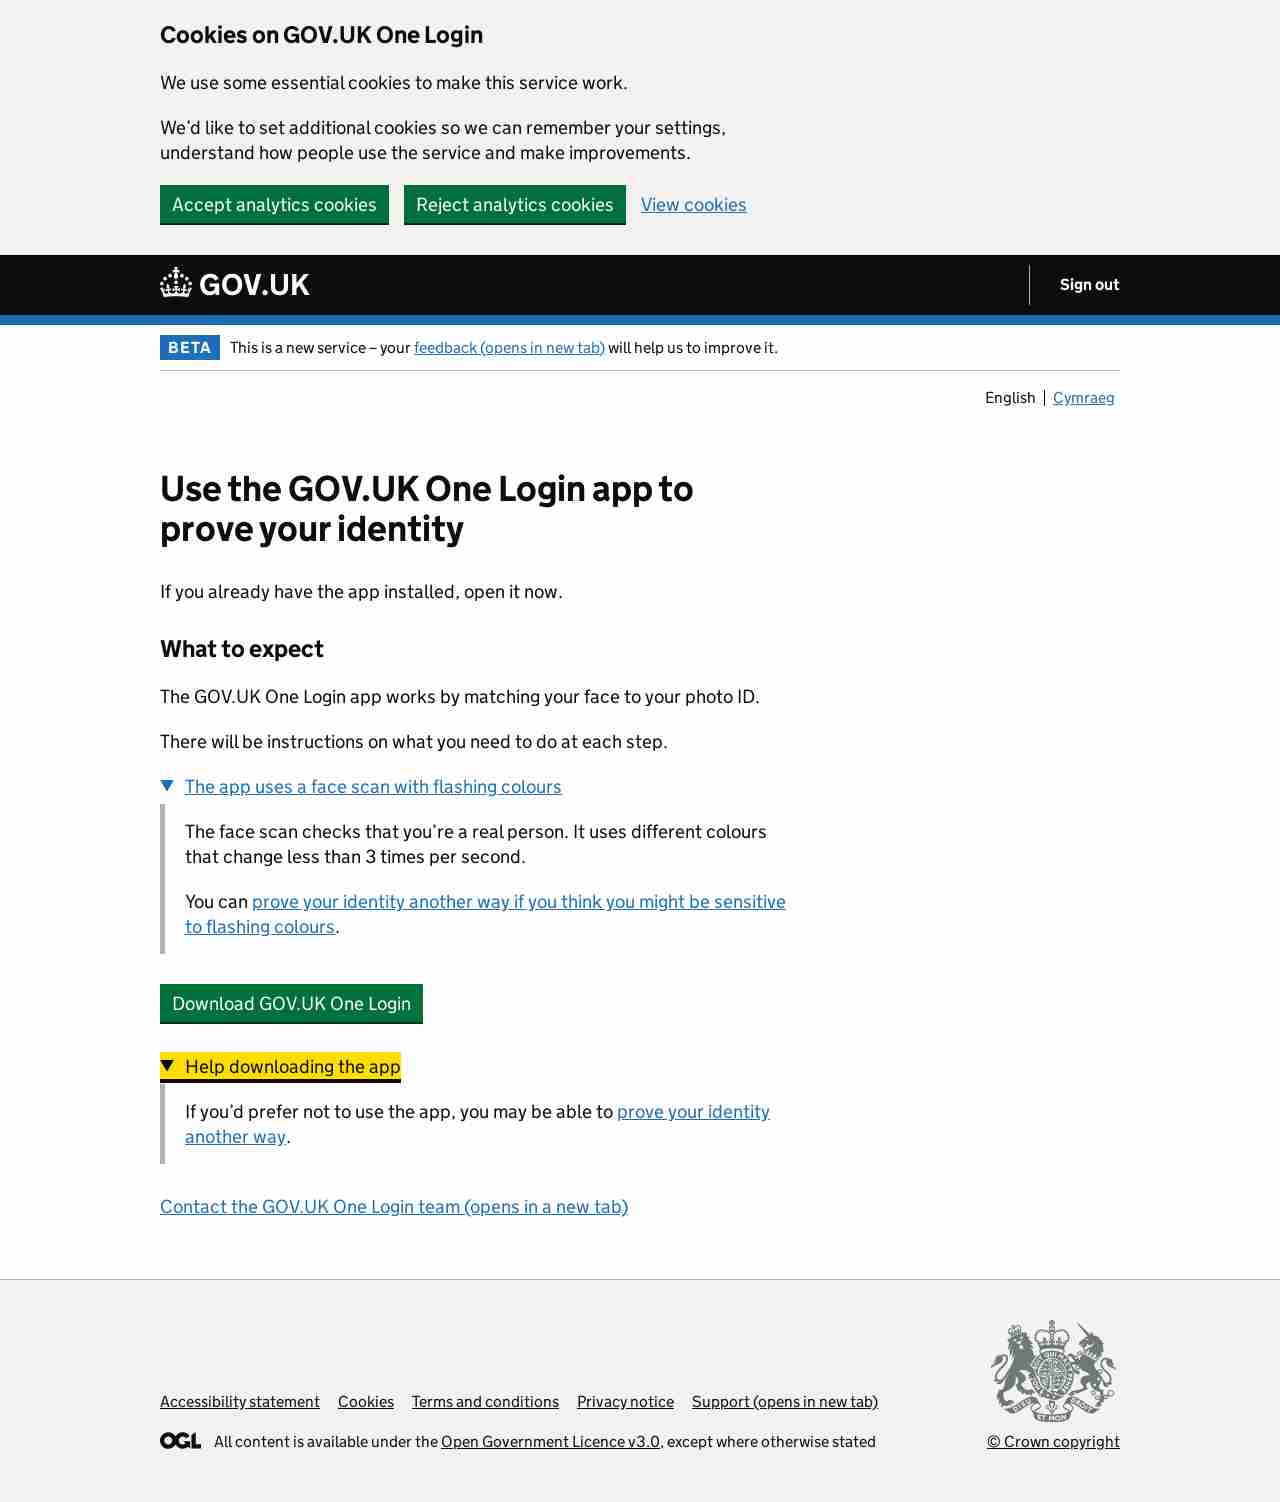 Cookies on GOV.UK One Login
We use some essential cookies to make this service work.
We’d like to set additional cookies so we can remember your settings,
understand how people use the service and make improvements.
Accept analytics cookies Reject analytics cookies View cookies
GOV.UK Sign out
BETA This is a new service – your feedback (opens in new tab) will help us to improve it.
English Cymraeg
Use the GOV.UK One Login app to
prove your identity
If you already have the app installed, open it now.
What to expect
The GOV.UK One Login app works by matching your face to your photo ID.
There will be instructions on what you need to do at each step.
The app uses a face scan with flashing colours
The face scan checks that you’re a real person. It uses different colours
that change less than 3 times per second.
You can prove your identity another way if you think you might be sensitive
to flashing colours.
Download GOV.UK One Login
Help downloading the app
If you’d prefer not to use the app, you may be able to prove your identity
another way.
Contact the GOV.UK One Login team (opens in a new tab)
Accessibility statement Cookies Terms and conditions Privacy notice Support (opens in new tab)
OGL All content is available under the Open Government Licence v3.0, except where otherwise stated
© Crown copyright